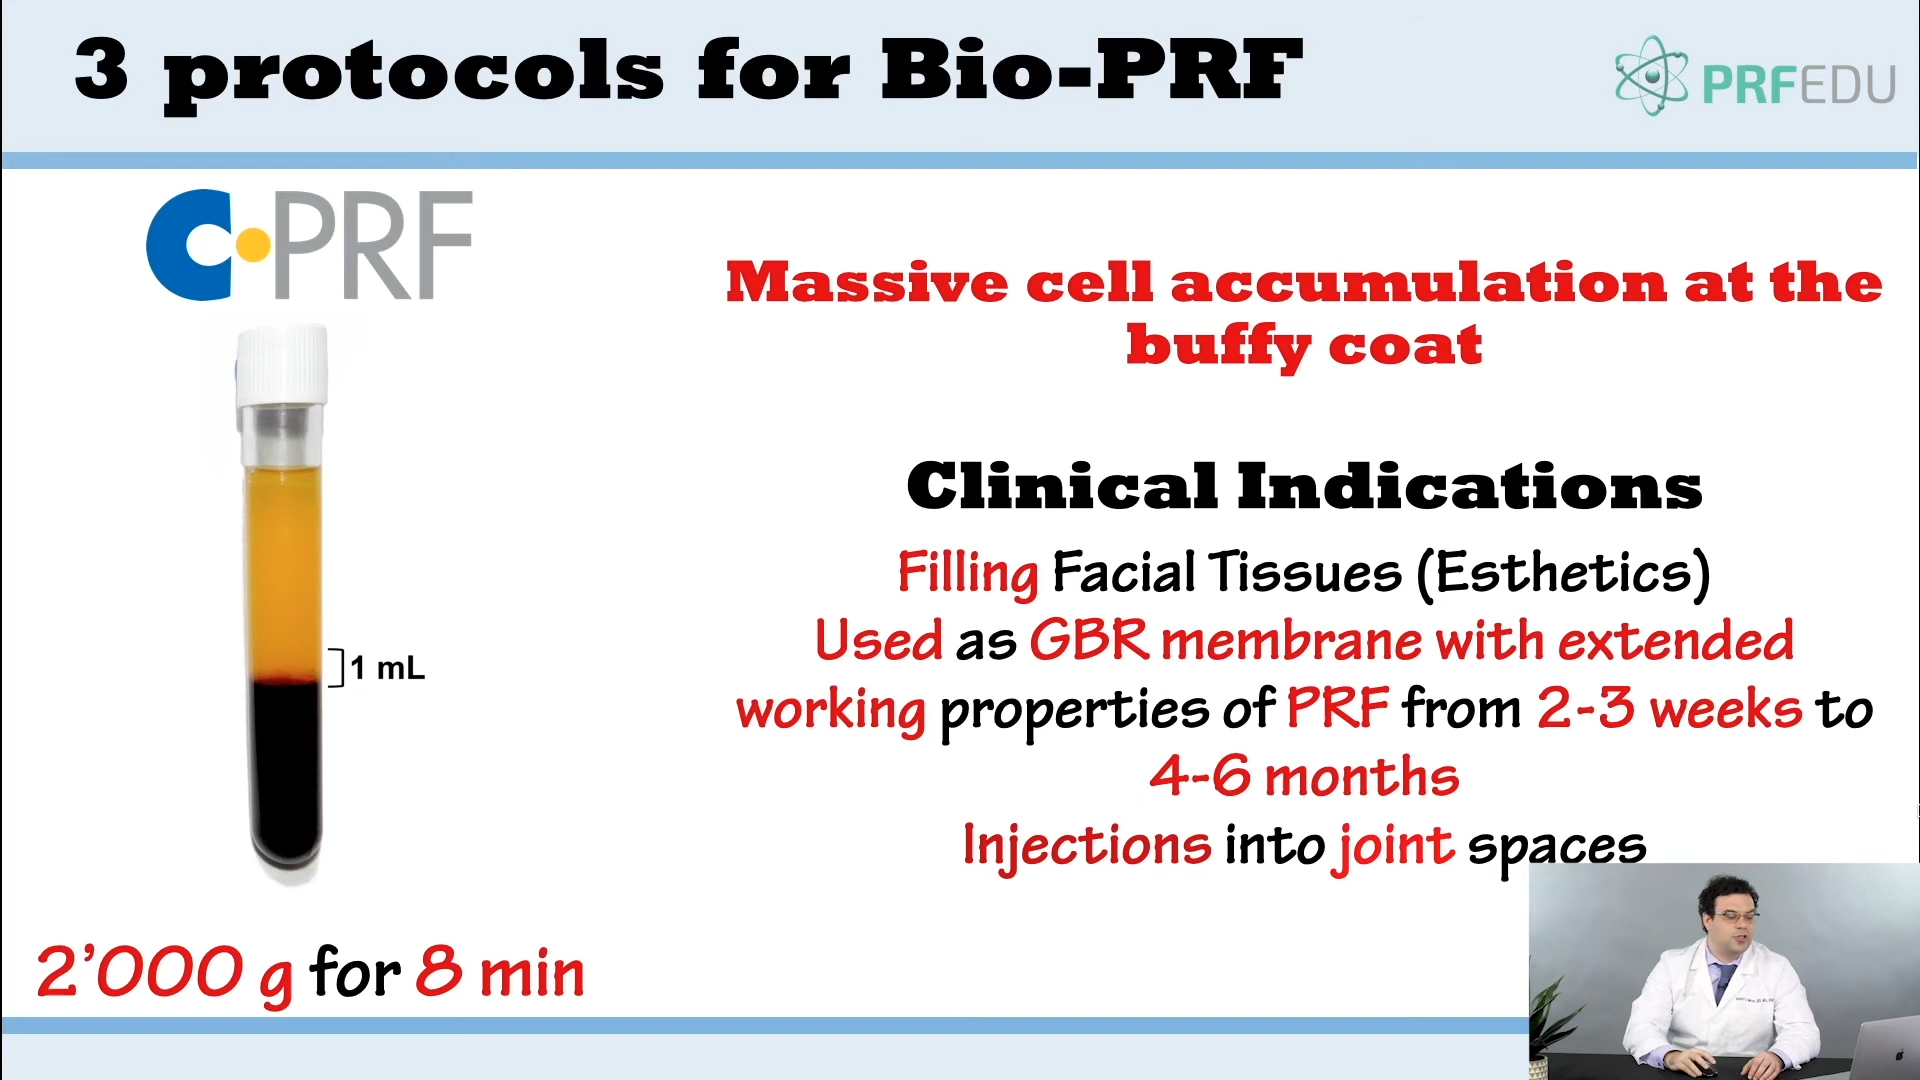 3 protocols for Bio-PRF
PRFEDU
C-PRF
Massive cell accumulation at the
buffy coat
1 mL
Clinical Indications
Filling Facial Tissues (Esthetics)
Used as GBR membrane with extended
working properties of PRF from 2-3 weeks to
4-6 months
Injections into joint spaces
2’000 g for 8 min